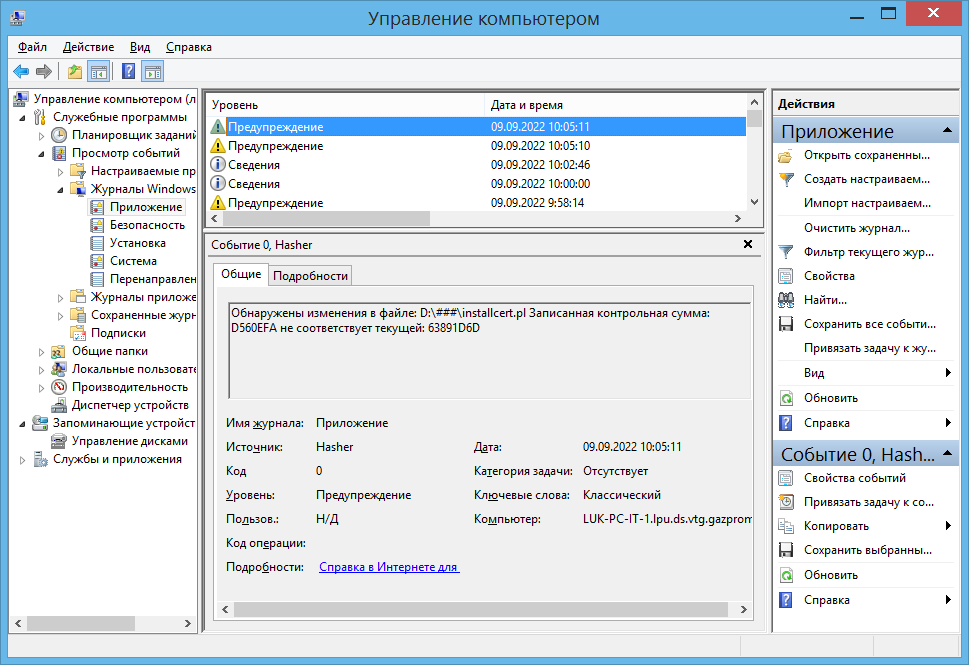 Управление компьютером
Файл Действие Вид Справка
Управление компьютером (л
Служебные программы
Планировщик заданий
Просмотр событий
Настраиваемые пр
Журналы Windows
Приложение
Безопасность
Установка
Система
Перенаправлен
Журналы приложе
Сохраненные журн
Подписки
Общие папки
Локальные пользовате
Производительность
Диспетчер устройств
Запоминающие устройст
Управление дисками
Службы и приложения
Уровень Дата и время
Предупреждение 09.09.2022 10:05:11
Предупреждение 09.09.2022 10:05:10
Сведения 09.09.2022 10:02:46
Сведения 09.09.2022 10:00:00
Предупреждение 09.09.2022 9:58:14
Событие 0, Hasher
Общие Подробности
Обнаружены изменения в файле: D:\###\installcert.pl Записанная контрольная сумма:
D560EFA не соответствует текущей: 63891D6D
Имя журнала: Приложение
Источник: Hasher Дата: 09.09.2022 10:05:11
Код 0 Категория задачи: Отсутствует
Уровень: Предупреждение Ключевые слова: Классический
Пользов.: Н/Д Компьютер: LUK-PC-IT-1.lpu.ds.vtg.gazprom
Код операции:
Подробности: Справка в Интернете для
Действия
Приложение
Открыть сохраненны...
Создать настраиваем...
Импорт настраиваем...
Очистить журнал...
Фильтр текущего жур...
Свойства
Найти...
Сохранить все событи...
Привязать задачу к жу...
Вид
Обновить
Справка
Событие 0, Hash...
Свойства событий
Привязать задачу к со...
Копировать
Сохранить выбранны...
Обновить
Справка